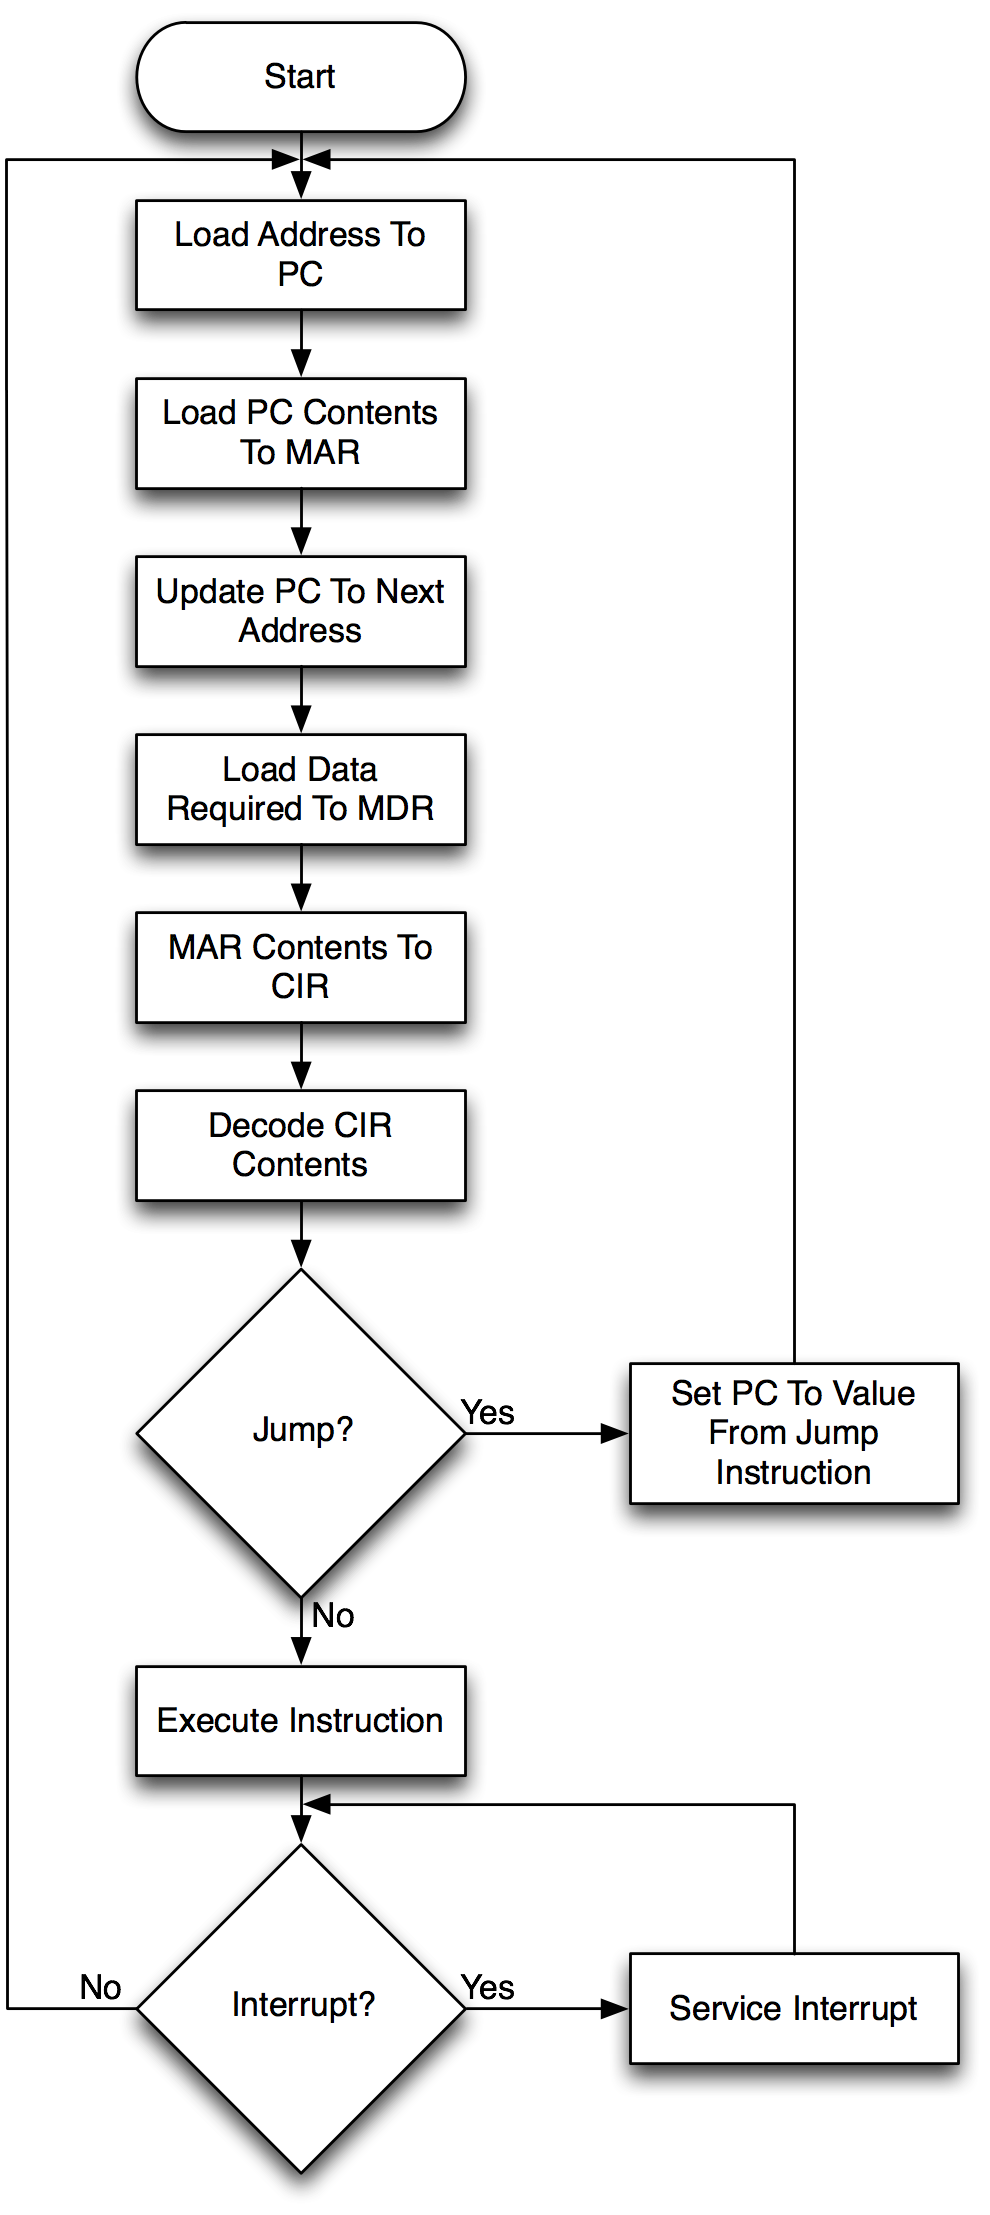 Start
Load Address To
PC
Load PC Contents
To MAR
Update PC To Next
Address
Load Data
Required To MDR
MAR Contents To
CIR
Decode CIR
Contents
Jump?
Yes
Set PC To Value
From Jump
Instruction
No
Execute Instruction
Interrupt?
No
Yes
Service Interrupt